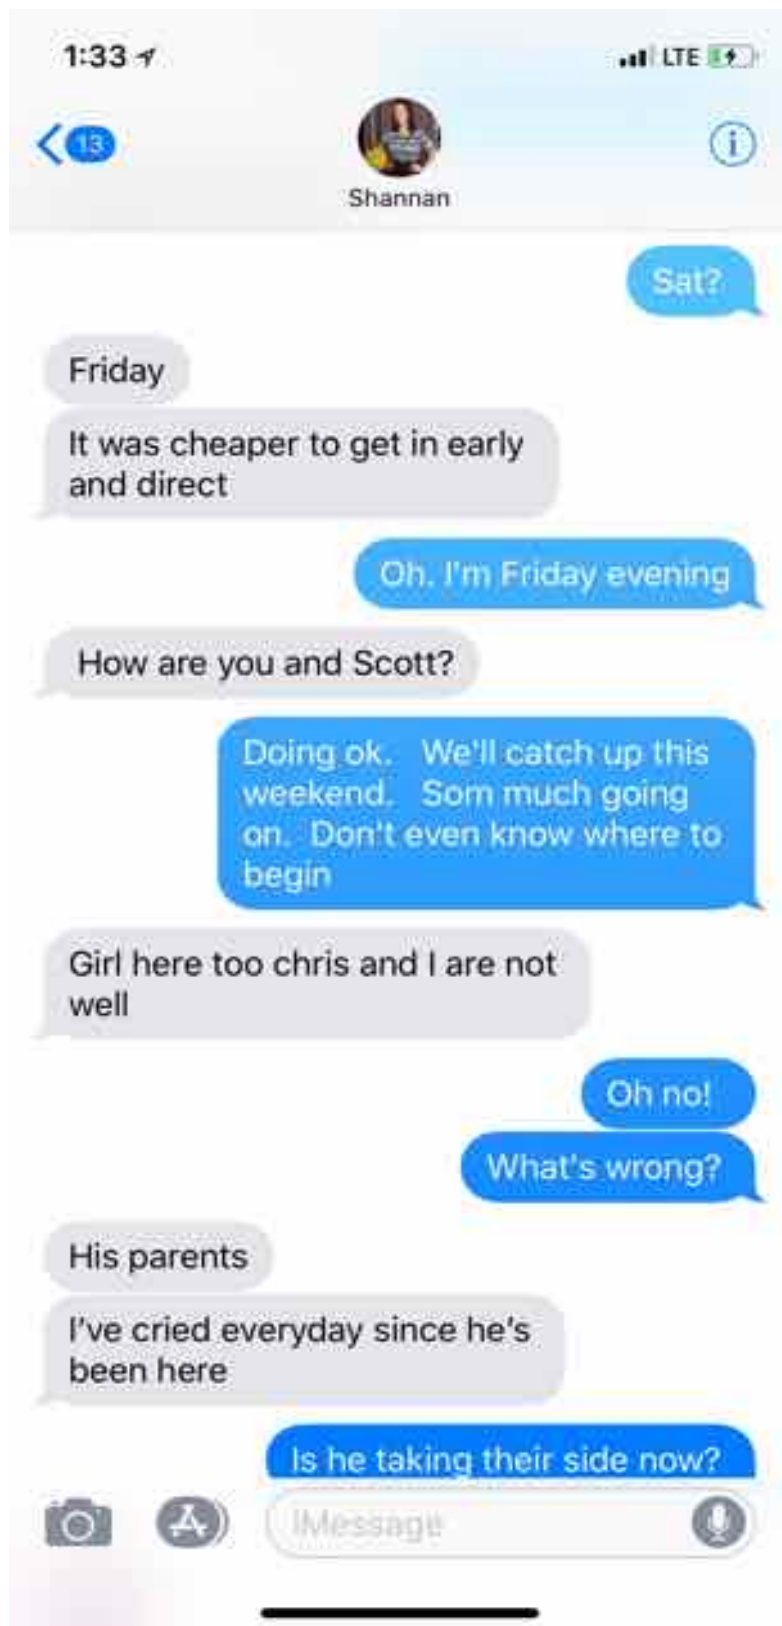 1:33
LTE
13
Shannan
Sat?
Friday
It was cheaper to get in early
and direct
Oh. I'm Friday evening
How are you and Scott?
Doing ok. We'll catch up this
weekend. Som much going
on. Don't even know where to
begin
Girl here too chris and I are not
well
Oh no!
What's wrong?
His parents
I've cried everyday since he's
been here
Is he taking their side now?
iMessage